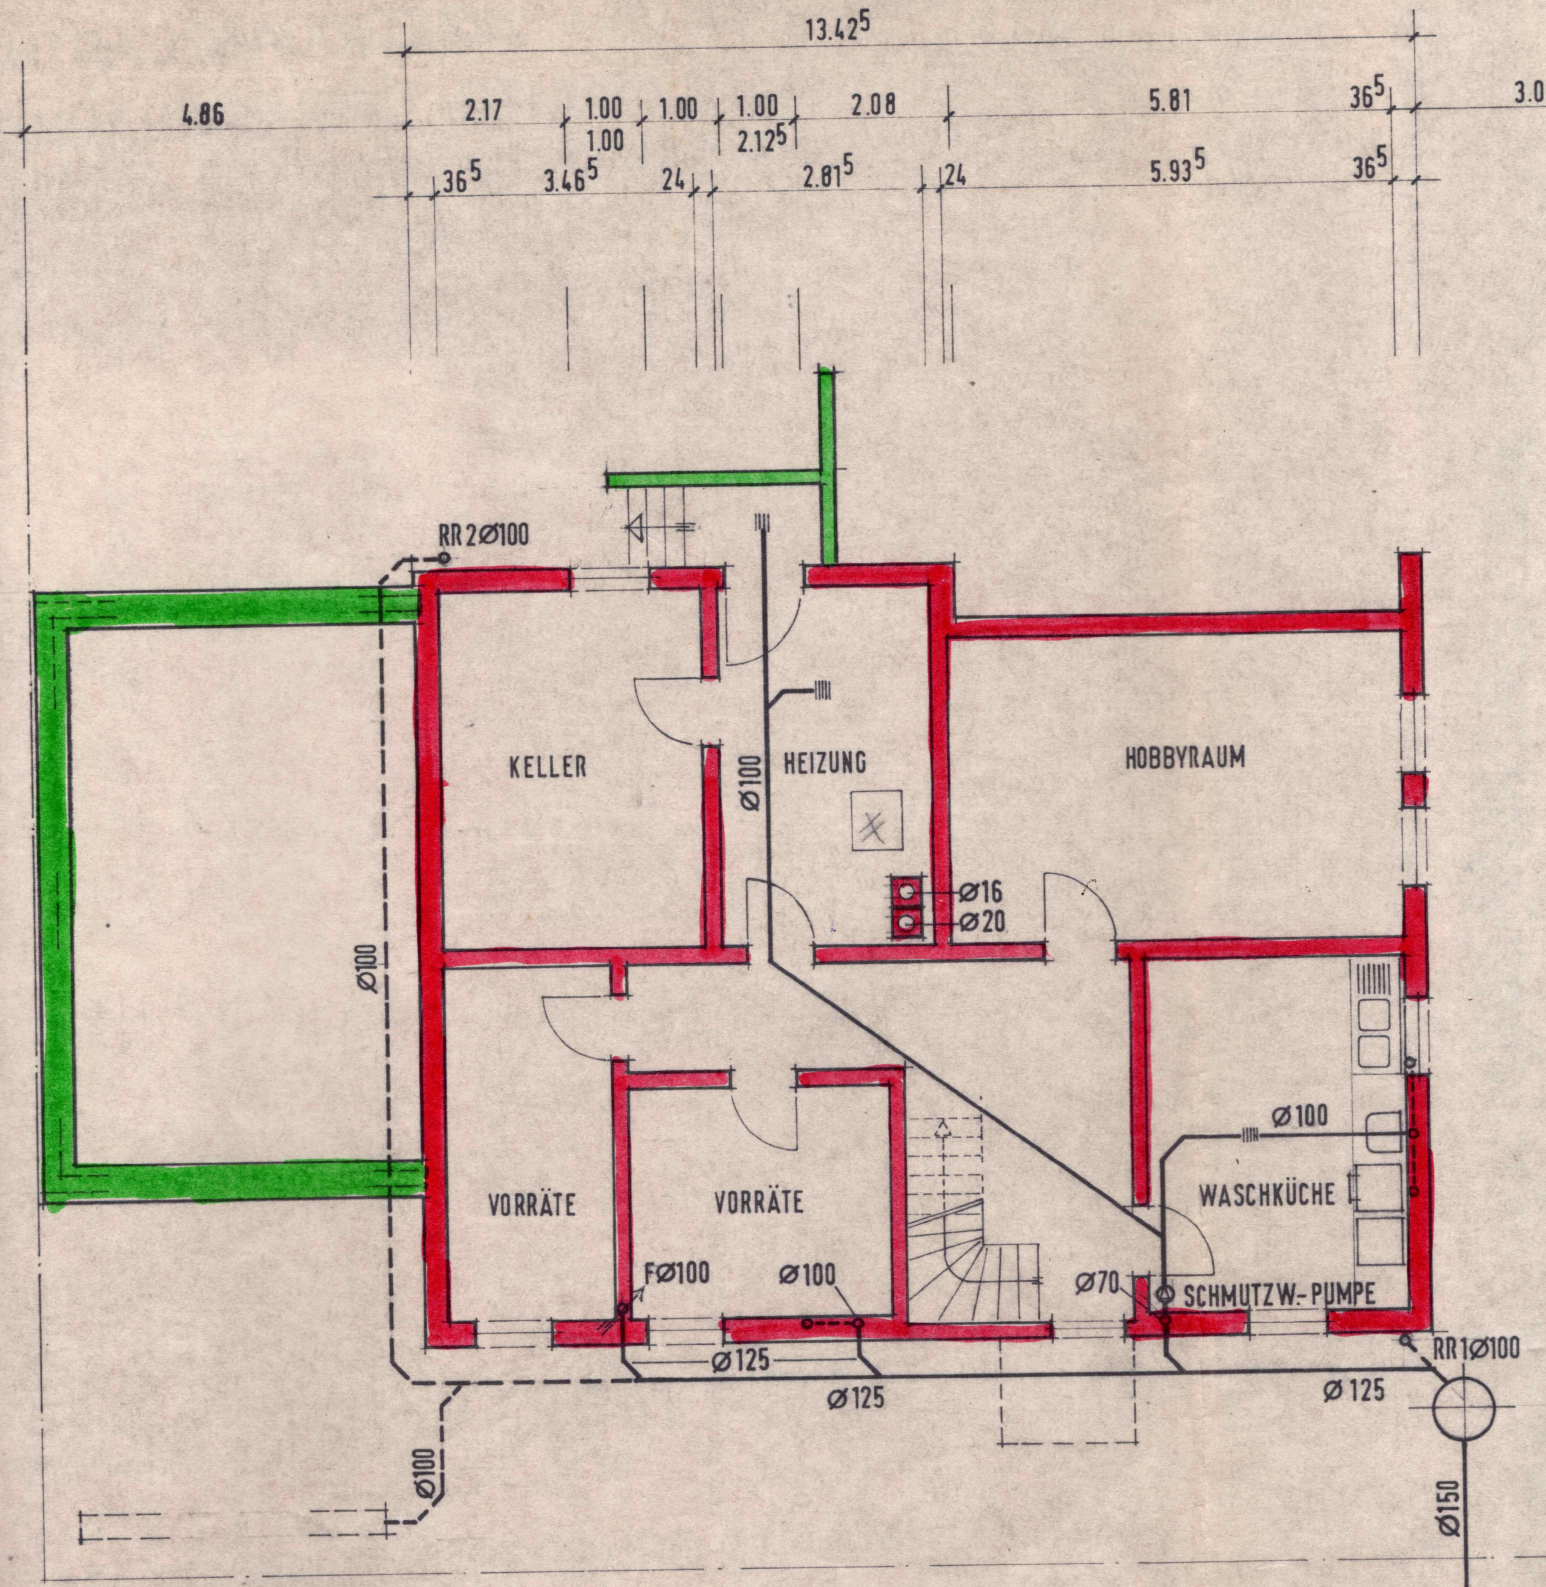 13.42⁵
4.86 2.17 1.00 1.00 1.00 2.08 5.81 36⁵ 3.0
1.00 2.12⁵
36⁵ 3.46⁵ 24 2.81⁵ 24 5.93⁵ 36⁵
RR2Ø100
KELLER
HEIZUNG
HOBBYRAUM
Ø100
Ø16
Ø20
Ø100
Ø100
VORRÄTE
VORRÄTE
WASCHKÜCHE
FØ100
Ø100
Ø70
SCHMUTZW.-PUMPE
RR1Ø100
Ø125
Ø125
Ø125
Ø100
Ø150